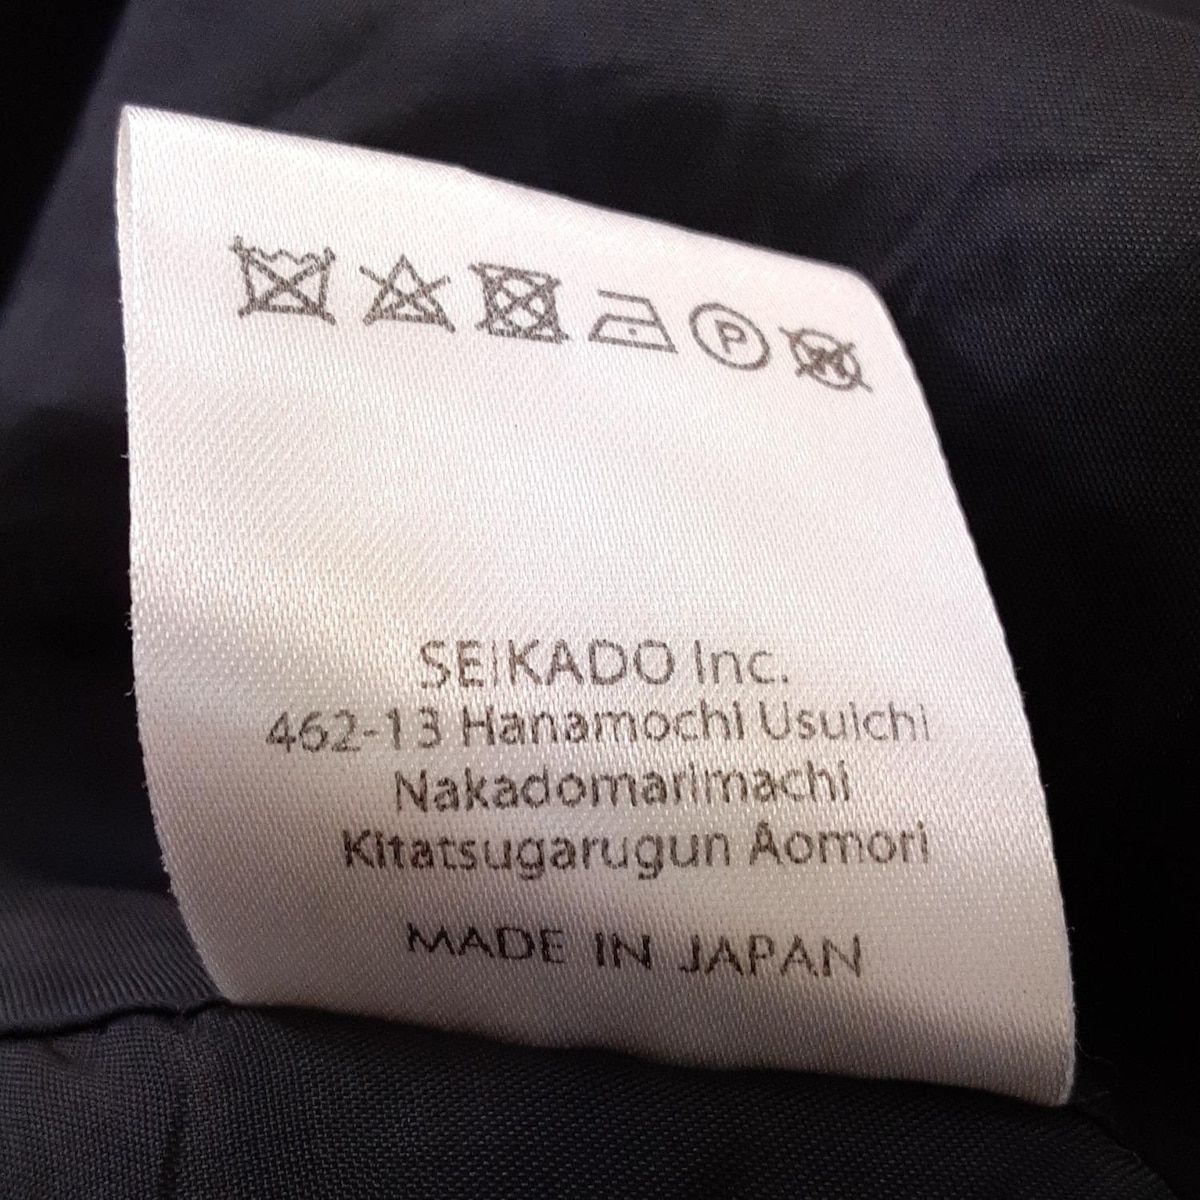 P
W
SEIKADO Inc.
462-13 Hanamochi Usuichi
Nakadomarimachi
Kitatsugarugun Aomori
MADE IN JAPAN